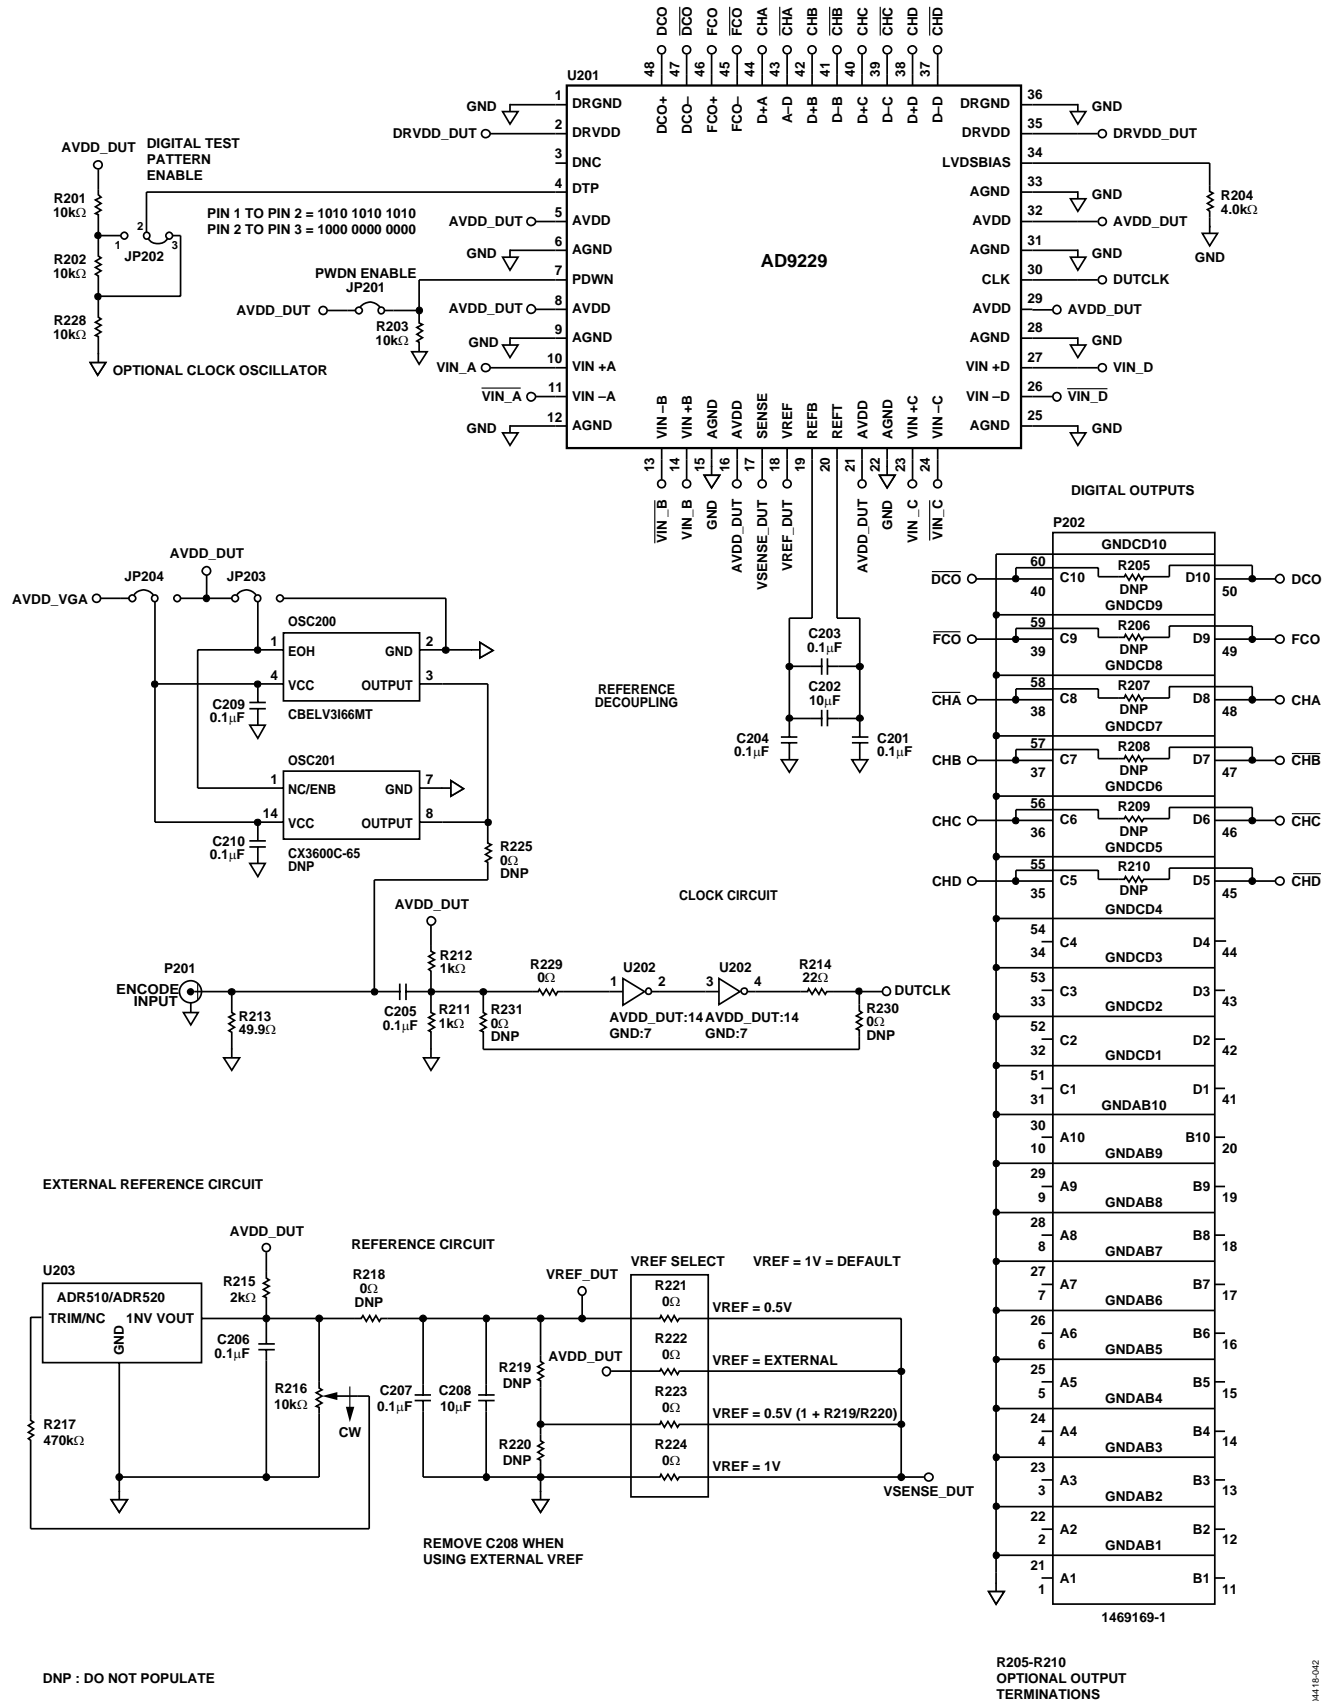 DCO
D̅C̅O̅
FCO
F̅C̅O̅
CHA
C̅H̅A̅
CHB
C̅H̅B̅
CHC
C̅H̅C̅
CHD
C̅H̅D̅
48 47 46 45 44 43 42 41 40 39 38 37
U201
DCO+ DCO– FCO+ FCO– D+A A–D D+B D–B D+C D–C D+D D–D
GND 1 DRGND
DRVDD_DUT 2 DRVDD
3 DNC
4 DTP
AVDD_DUT 5 AVDD
GND 6 AGND
7 PDWN
AVDD_DUT 8 AVDD
GND 9 AGND
VIN_A 10 VIN +A
V̅I̅N̅_̅A̅ 11 VIN –A
GND 12 AGND
AD9229
DRGND 36 GND
DRVDD 35 DRVDD_DUT
LVDSBIAS 34
AGND 33 GND
AVDD 32 AVDD_DUT
AGND 31 GND
CLK 30 DUTCLK
AVDD 29 AVDD_DUT
AGND 28 GND
VIN +D 27 VIN_D
VIN –D 26 V̅I̅N̅_̅D̅
AGND 25 GND
R204
4.0kΩ
GND
AVDD_DUT
DIGITAL TEST
PATTERN
ENABLE
R201
10kΩ
1 2 3
JP202
R202
10kΩ
R228
10kΩ
PIN 1 TO PIN 2 = 1010 1010 1010
PIN 2 TO PIN 3 = 1000 0000 0000
PWDN ENABLE
JP201
AVDD_DUT
R203
10kΩ
OPTIONAL CLOCK OSCILLATOR
VIN –B VIN +B AGND AVDD SENSE VREF REFB REFT AVDD AGND VIN +C VIN –C
13 14 15 16 17 18 19 20 21 22 23 24
V̅I̅N̅_̅B̅ VIN_B GND AVDD_DUT VSENSE_DUT VREF_DUT AVDD_DUT GND VIN_C V̅I̅N̅_̅C̅
C203
0.1µF
C202
10µF
C204
0.1µF
C201
0.1µF
REFERENCE
DECOUPLING
AVDD_DUT
JP204 JP203
AVDD_VGA
OSC200
1 EOH GND 2
4 VCC OUTPUT 3
CBELV3I66MT
C209
0.1µF
OSC201
1 NC/ENB GND 7
14 VCC OUTPUT 8
CX3600C-65
DNP
C210
0.1µF
R225
0Ω
DNP
CLOCK CIRCUIT
AVDD_DUT
R212
1kΩ
P201
ENCODE
INPUT
R213
49.9Ω
C205
0.1µF
R211
1kΩ
R231
0Ω
DNP
R229
0Ω
1 U202 2
AVDD_DUT:14
GND:7
3 U202 4
AVDD_DUT:14
GND:7
R214
22Ω
DUTCLK
R230
0Ω
DNP
EXTERNAL REFERENCE CIRCUIT
AVDD_DUT
REFERENCE CIRCUIT
U203
ADR510/ADR520
TRIM/NC 1NV VOUT
GND
R215
2kΩ
R218
0Ω
DNP
C206
0.1µF
R216
10kΩ
CW
R217
470kΩ
C207
0.1µF
C208
10µF
R219
DNP
R220
DNP
VREF_DUT
AVDD_DUT
VREF SELECT
VREF = 1V = DEFAULT
R221
0Ω
VREF = 0.5V
R222
0Ω
VREF = EXTERNAL
R223
0Ω
VREF = 0.5V (1 + R219/R220)
R224
0Ω
VREF = 1V
VSENSE_DUT
REMOVE C208 WHEN
USING EXTERNAL VREF
DIGITAL OUTPUTS
P202
GNDCD10
D̅C̅O̅ 60 40 C10 R205 DNP D10 50 DCO
GNDCD9
F̅C̅O̅ 59 39 C9 R206 DNP D9 49 FCO
GNDCD8
C̅H̅A̅ 58 38 C8 R207 DNP D8 48 CHA
GNDCD7
CHB 57 37 C7 R208 DNP D7 47 C̅H̅B̅
GNDCD6
CHC 56 36 C6 R209 DNP D6 46 C̅H̅C̅
GNDCD5
CHD 55 35 C5 R210 DNP D5 45 C̅H̅D̅
GNDCD4
54 34 C4 D4 44
GNDCD3
53 33 C3 D3 43
GNDCD2
52 32 C2 D2 42
GNDCD1
51 31 C1 D1 41
GNDAB10
30 10 A10 B10 20
GNDAB9
29 9 A9 B9 19
GNDAB8
28 8 A8 B8 18
GNDAB7
27 7 A7 B7 17
GNDAB6
26 6 A6 B6 16
GNDAB5
25 5 A5 B5 15
GNDAB4
24 4 A4 B4 14
GNDAB3
23 3 A3 B3 13
GNDAB2
22 2 A2 B2 12
GNDAB1
21 1 A1 B1 11
1469169-1
R205-R210
OPTIONAL OUTPUT
TERMINATIONS
DNP : DO NOT POPULATE